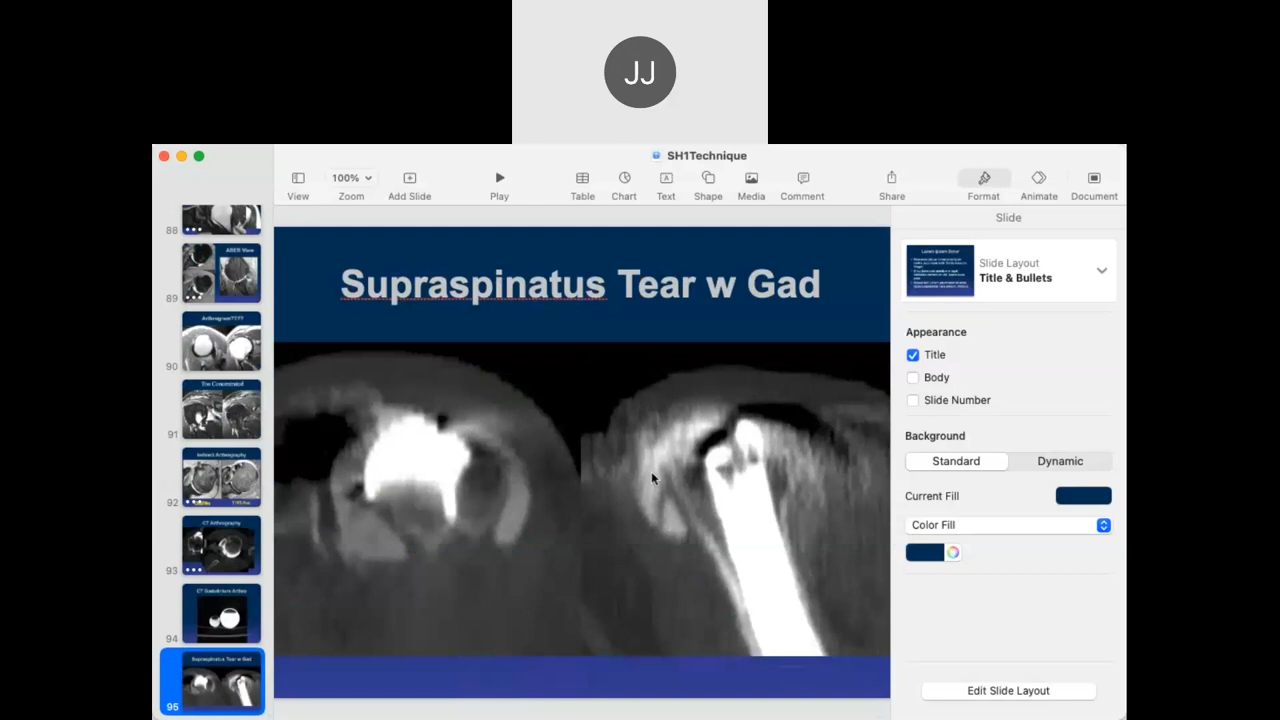 JJ
SH1Technique
100%
View Zoom Add Slide Play Table Chart Text Shape Media Comment Share Format Animate Document
Slide
88
ABER View
89
Arthrogram????
90
Too Concentrated
91
Indirect Arthrography
92
CT Arthrography
93
94
Supraspinatus Tear w Gad
95
Supraspinatus Tear w Gad
Slide Layout
Title & Bullets
Appearance
Title
Body
Slide Number
Background
Standard Dynamic
Current Fill
Color Fill
Edit Slide Layout